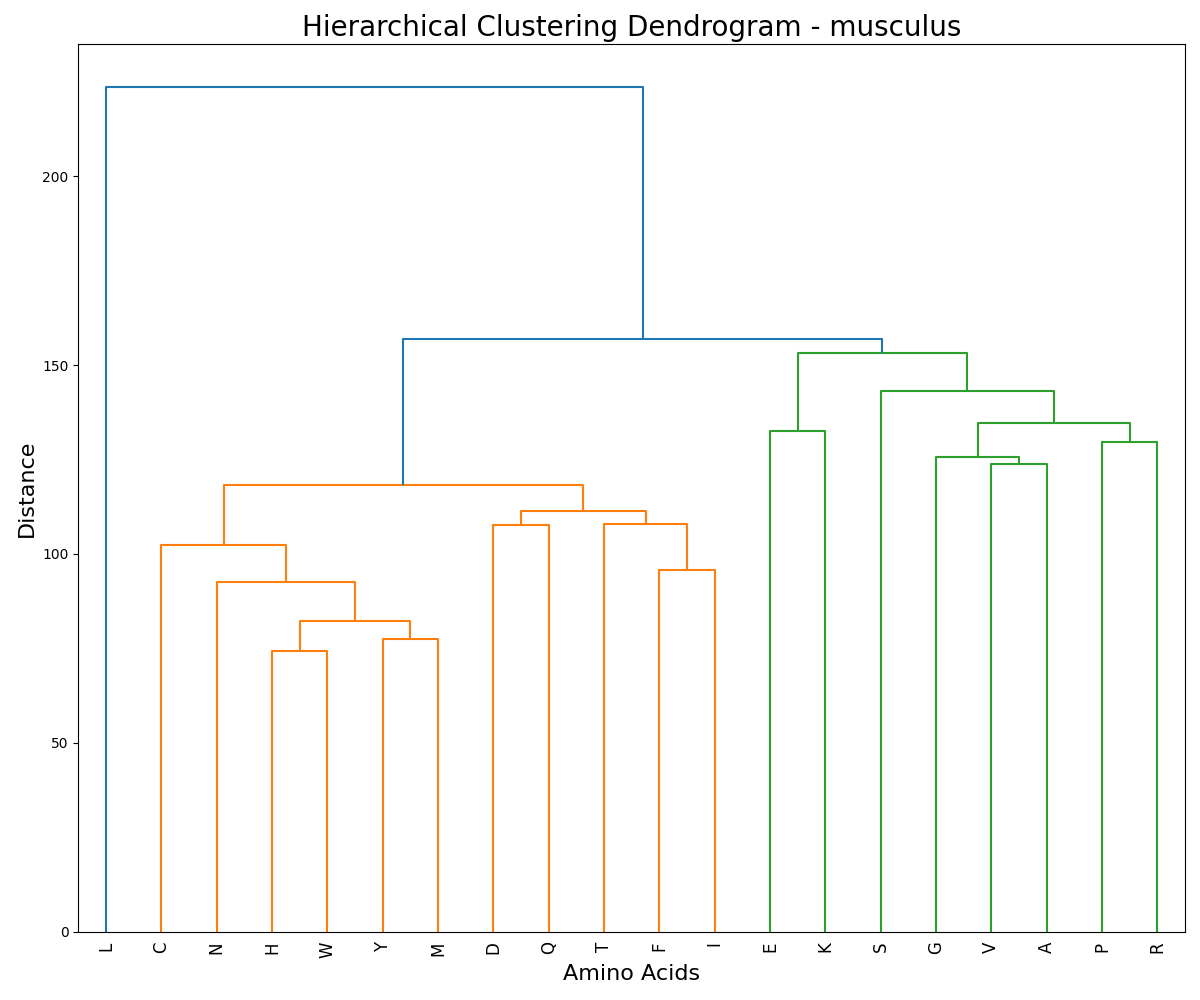 Hierarchical Clustering Dendrogram - musculus
Distance
200
150
100
50
0
L C N H W Y M D Q T F I E K S G V A P R
Amino Acids